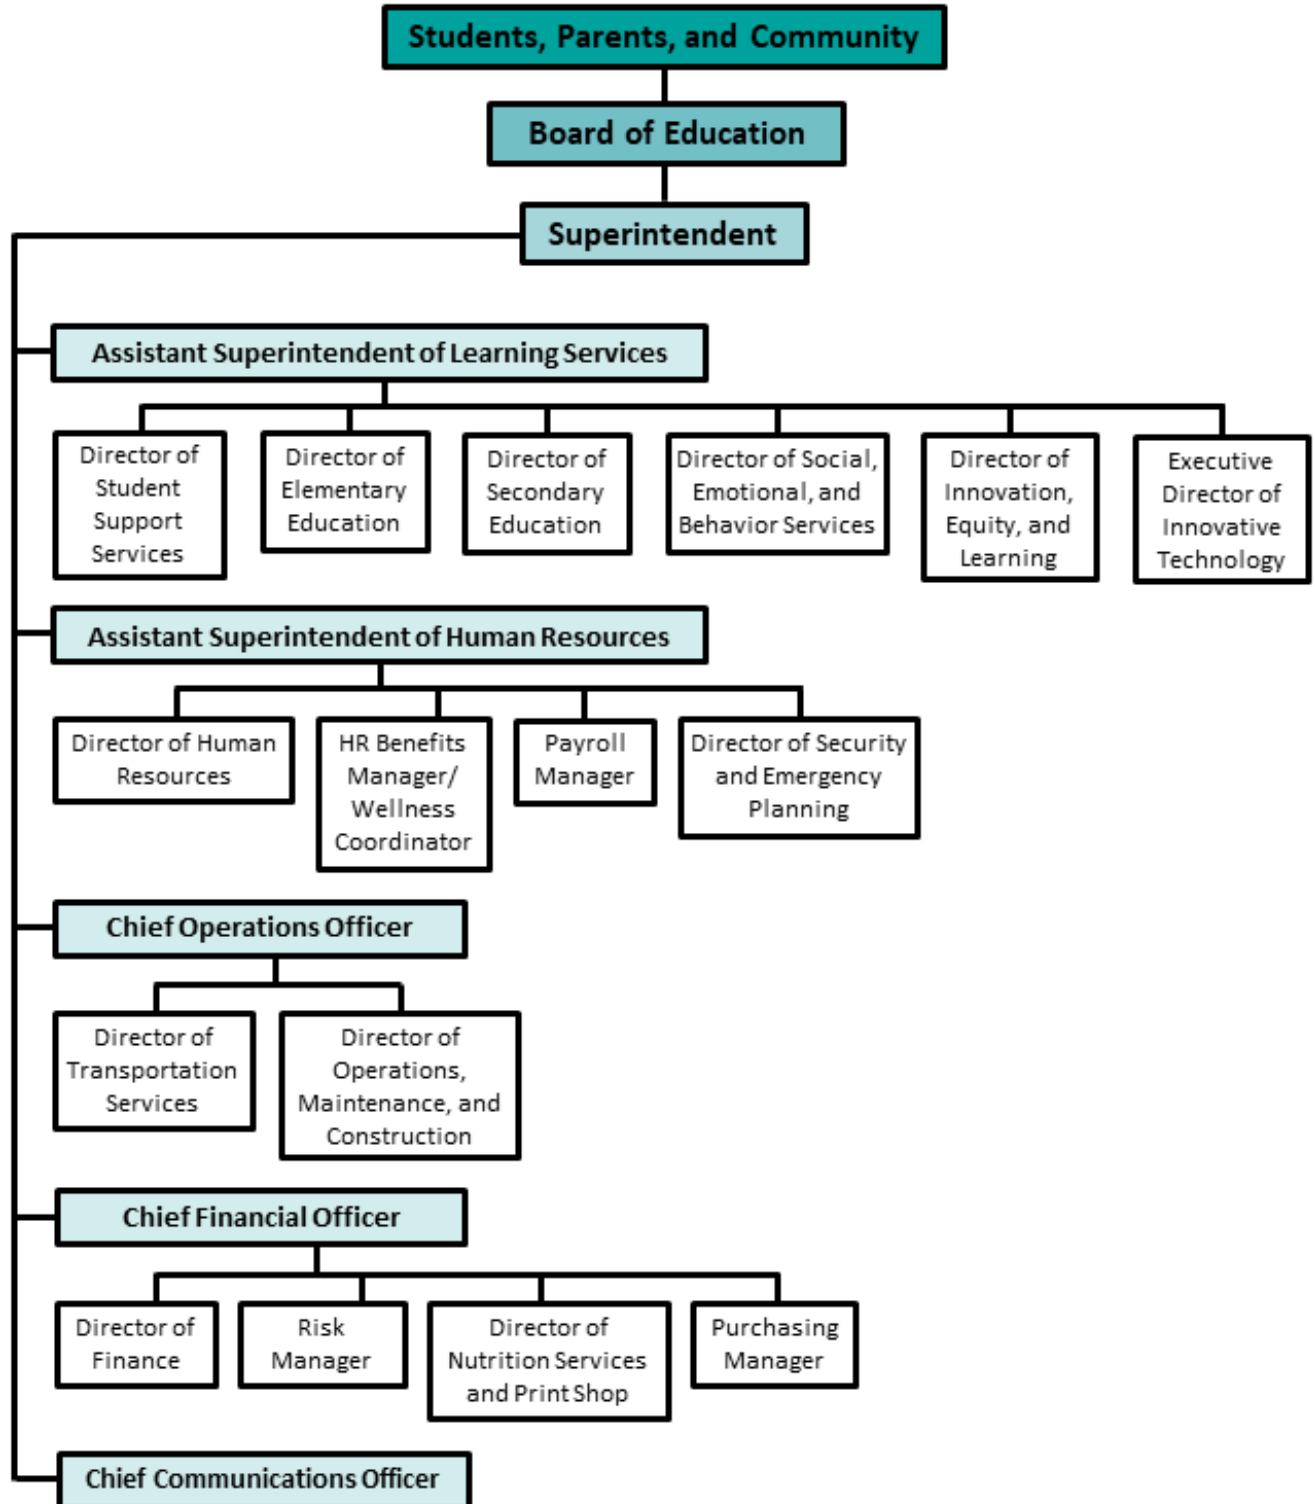 Students, Parents, and Community
Board of Education
Superintendent
Assistant Superintendent of Learning Services
Director of
Student
Support
Services
Director of
Elementary
Education
Director of
Secondary
Education
Director of Social,
Emotional, and
Behavior Services
Director of
Innovation,
Equity, and
Learning
Executive
Director of
Innovative
Technology
Assistant Superintendent of Human Resources
Director of Human
Resources
HR Benefits
Manager/
Wellness
Coordinator
Payroll
Manager
Director of Security
and Emergency
Planning
Chief Operations Officer
Director of
Transportation
Services
Director of
Operations,
Maintenance, and
Construction
Chief Financial Officer
Director of
Finance
Risk
Manager
Director of
Nutrition Services
and Print Shop
Purchasing
Manager
Chief Communications Officer